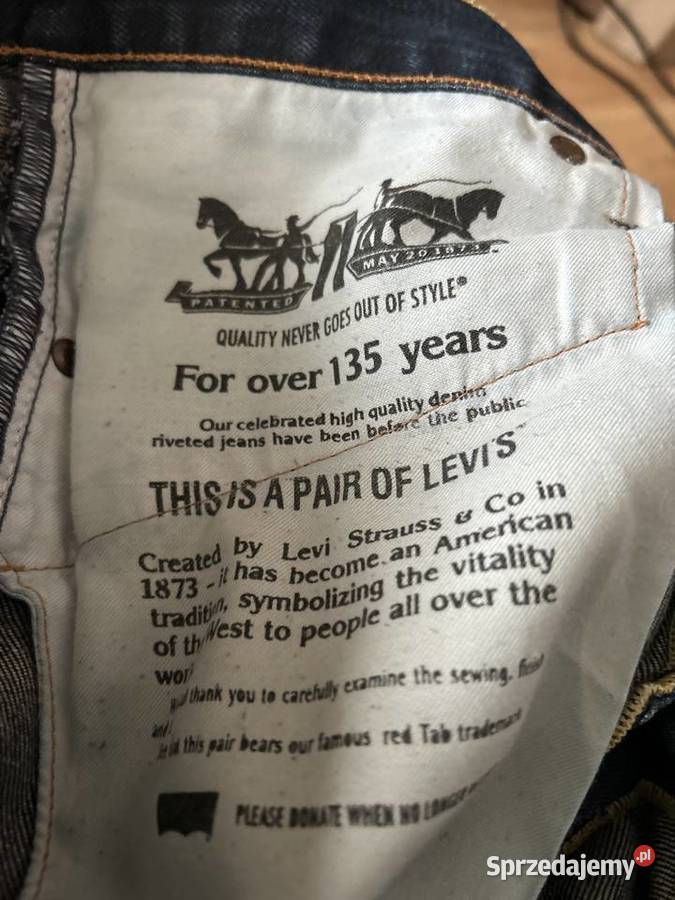 PATENTED
MAY 20 1873
QUALITY NEVER GOES OUT OF STYLE®
For over 135 years
Our celebrated high quality denim
riveted jeans have been before the public
THIS IS A PAIR OF LEVI'S™
Created by Levi Strauss & Co in
1873 - it has become an American
tradition, symbolizing the vitality
of the West to people all over the
thank you to carefully examine the sewing,
this pair bears our famous red Tab trademark
PLEASE DONATE WHEN NO LONGER
Sprzedajemy.pl